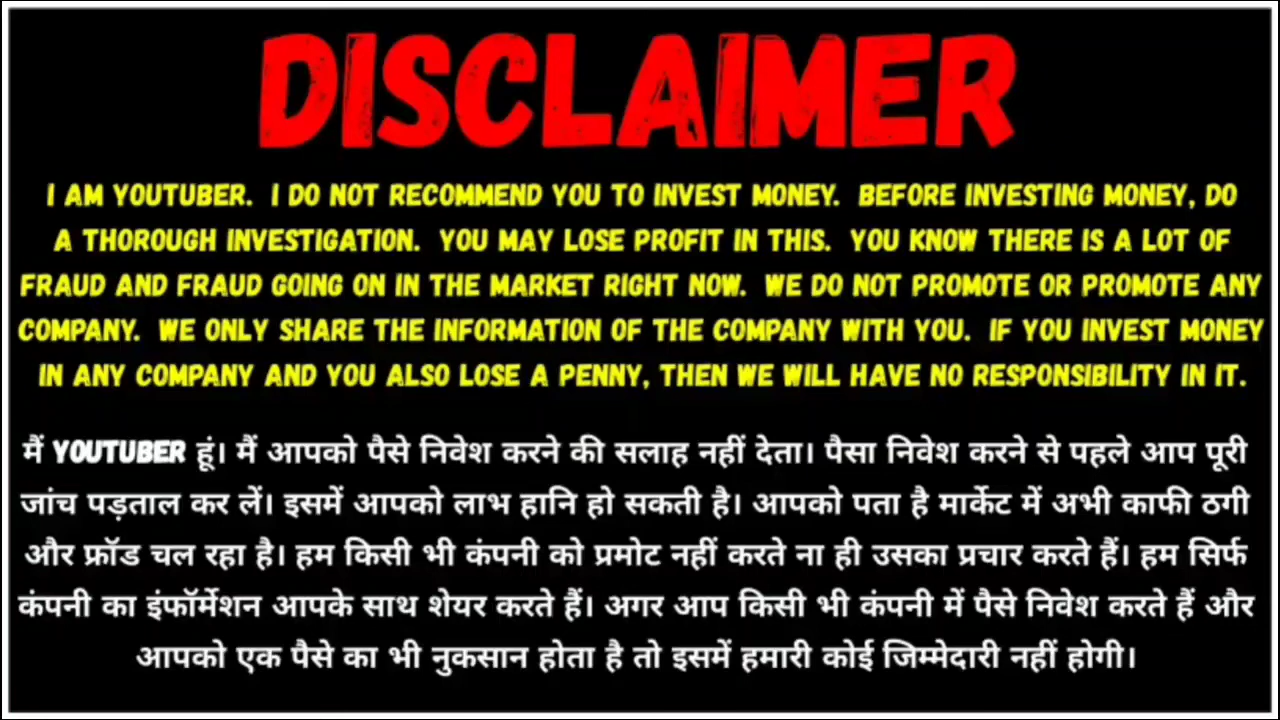 DISCLAIMER
I AM YOUTUBER. I DO NOT RECOMMEND YOU TO INVEST MONEY. BEFORE INVESTING MONEY, DO
A THOROUGH INVESTIGATION. YOU MAY LOSE PROFIT IN THIS. YOU KNOW THERE IS A LOT OF
FRAUD AND FRAUD GOING ON IN THE MARKET RIGHT NOW. WE DO NOT PROMOTE OR PROMOTE ANY
COMPANY. WE ONLY SHARE THE INFORMATION OF THE COMPANY WITH YOU. IF YOU INVEST MONEY
IN ANY COMPANY AND YOU ALSO LOSE A PENNY, THEN WE WILL HAVE NO RESPONSIBILITY IN IT.
मैं YOUTUBER हूं। मैं आपको पैसे निवेश करने की सलाह नहीं देता। पैसा निवेश करने से पहले आप पूरी
जांच पड़ताल कर लें। इसमें आपको लाभ हानि हो सकती है। आपको पता है मार्केट में अभी काफी ठगी
और फ्रॉड चल रहा है। हम किसी भी कंपनी को प्रमोट नहीं करते ना ही उसका प्रचार करते हैं। हम सिर्फ
कंपनी का इंफॉर्मेशन आपके साथ शेयर करते हैं। अगर आप किसी भी कंपनी में पैसे निवेश करते हैं और
आपको एक पैसे का भी नुकसान होता है तो इसमें हमारी कोई जिम्मेदारी नहीं होगी।